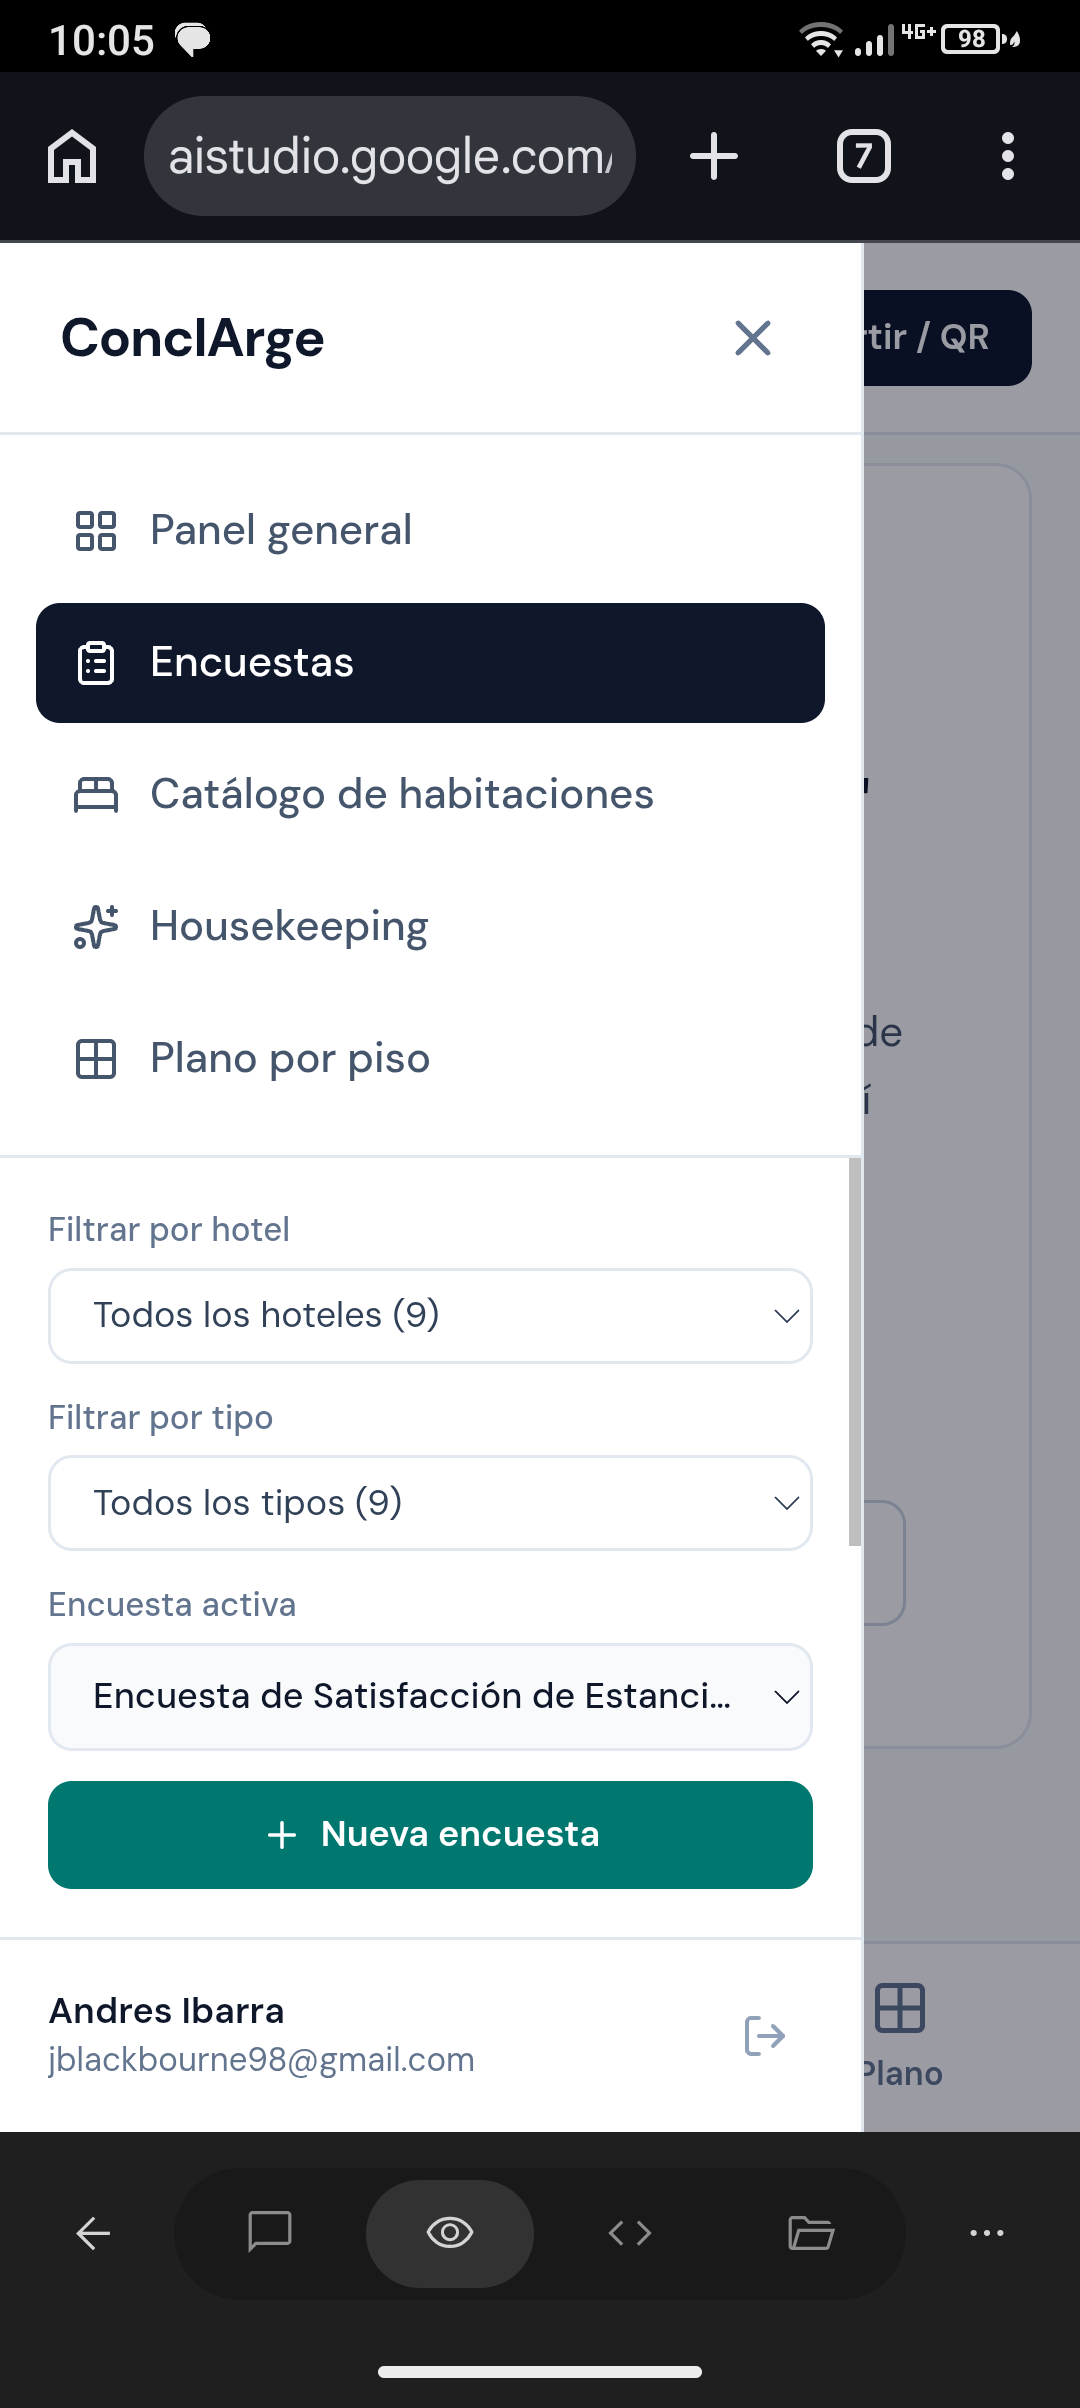 10:05
4G+
98
aistudio.google.com/
7
ConclArge
rtir / QR
Panel general
Encuestas
Catálogo de habitaciones
Housekeeping
de
Plano por piso
í
Filtrar por hotel
Todos los hoteles (9)
Filtrar por tipo
Todos los tipos (9)
Encuesta activa
Encuesta de Satisfacción de Estanci...
+ Nueva encuesta
Andres Ibarra
jblackbourne98@gmail.com
Plano